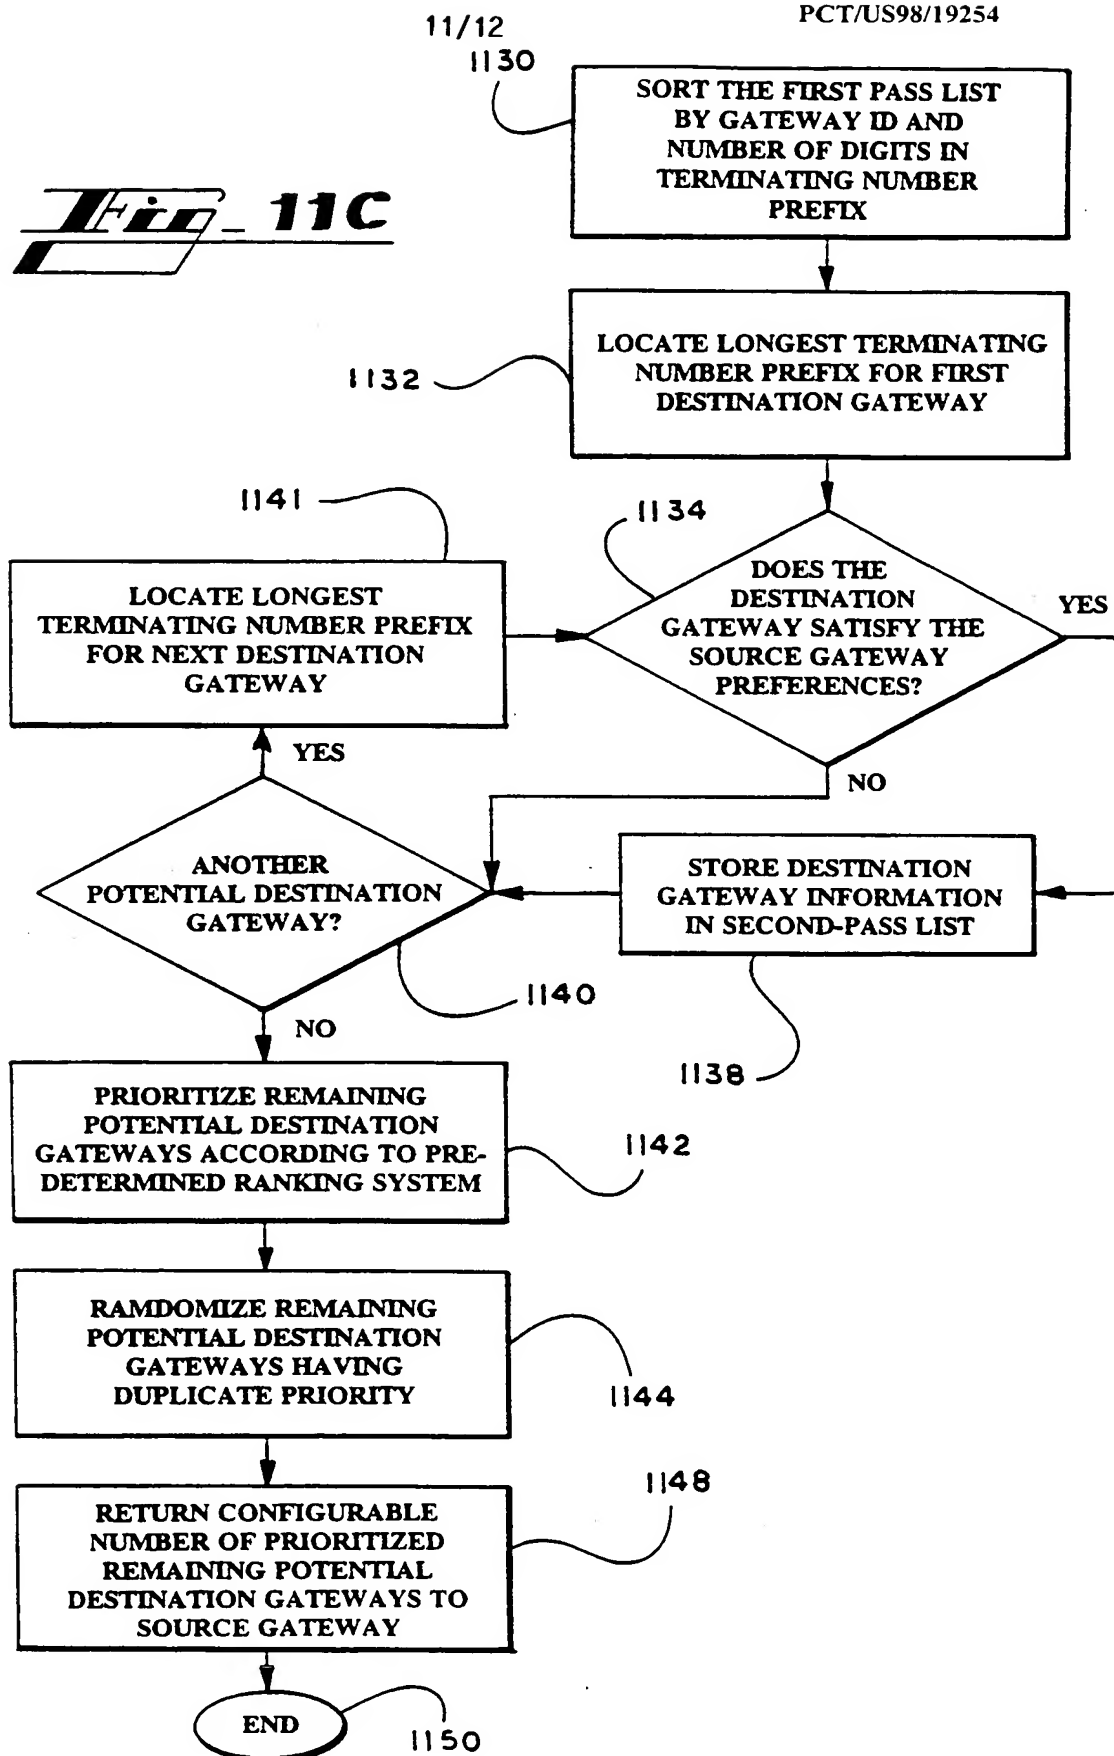 PCT/US98/19254
11/12
1130
SORT THE FIRST PASS LIST
BY GATEWAY ID AND
NUMBER OF DIGITS IN
TERMINATING NUMBER
PREFIX
Fig_ 11C
LOCATE LONGEST TERMINATING
NUMBER PREFIX FOR FIRST
DESTINATION GATEWAY
1132
1141
1134
LOCATE LONGEST
TERMINATING NUMBER PREFIX
FOR NEXT DESTINATION
GATEWAY
DOES THE
DESTINATION
GATEWAY SATISFY THE
SOURCE GATEWAY
PREFERENCES?
YES
YES
NO
ANOTHER
POTENTIAL DESTINATION
GATEWAY?
STORE DESTINATION
GATEWAY INFORMATION
IN SECOND-PASS LIST
1140
NO
1138
PRIORITIZE REMAINING
POTENTIAL DESTINATION
GATEWAYS ACCORDING TO PRE-
DETERMINED RANKING SYSTEM
1142
RAMDOMIZE REMAINING
POTENTIAL DESTINATION
GATEWAYS HAVING
DUPLICATE PRIORITY
1144
RETURN CONFIGURABLE
NUMBER OF PRIORITIZED
REMAINING POTENTIAL
DESTINATION GATEWAYS TO
SOURCE GATEWAY
1148
END
1150